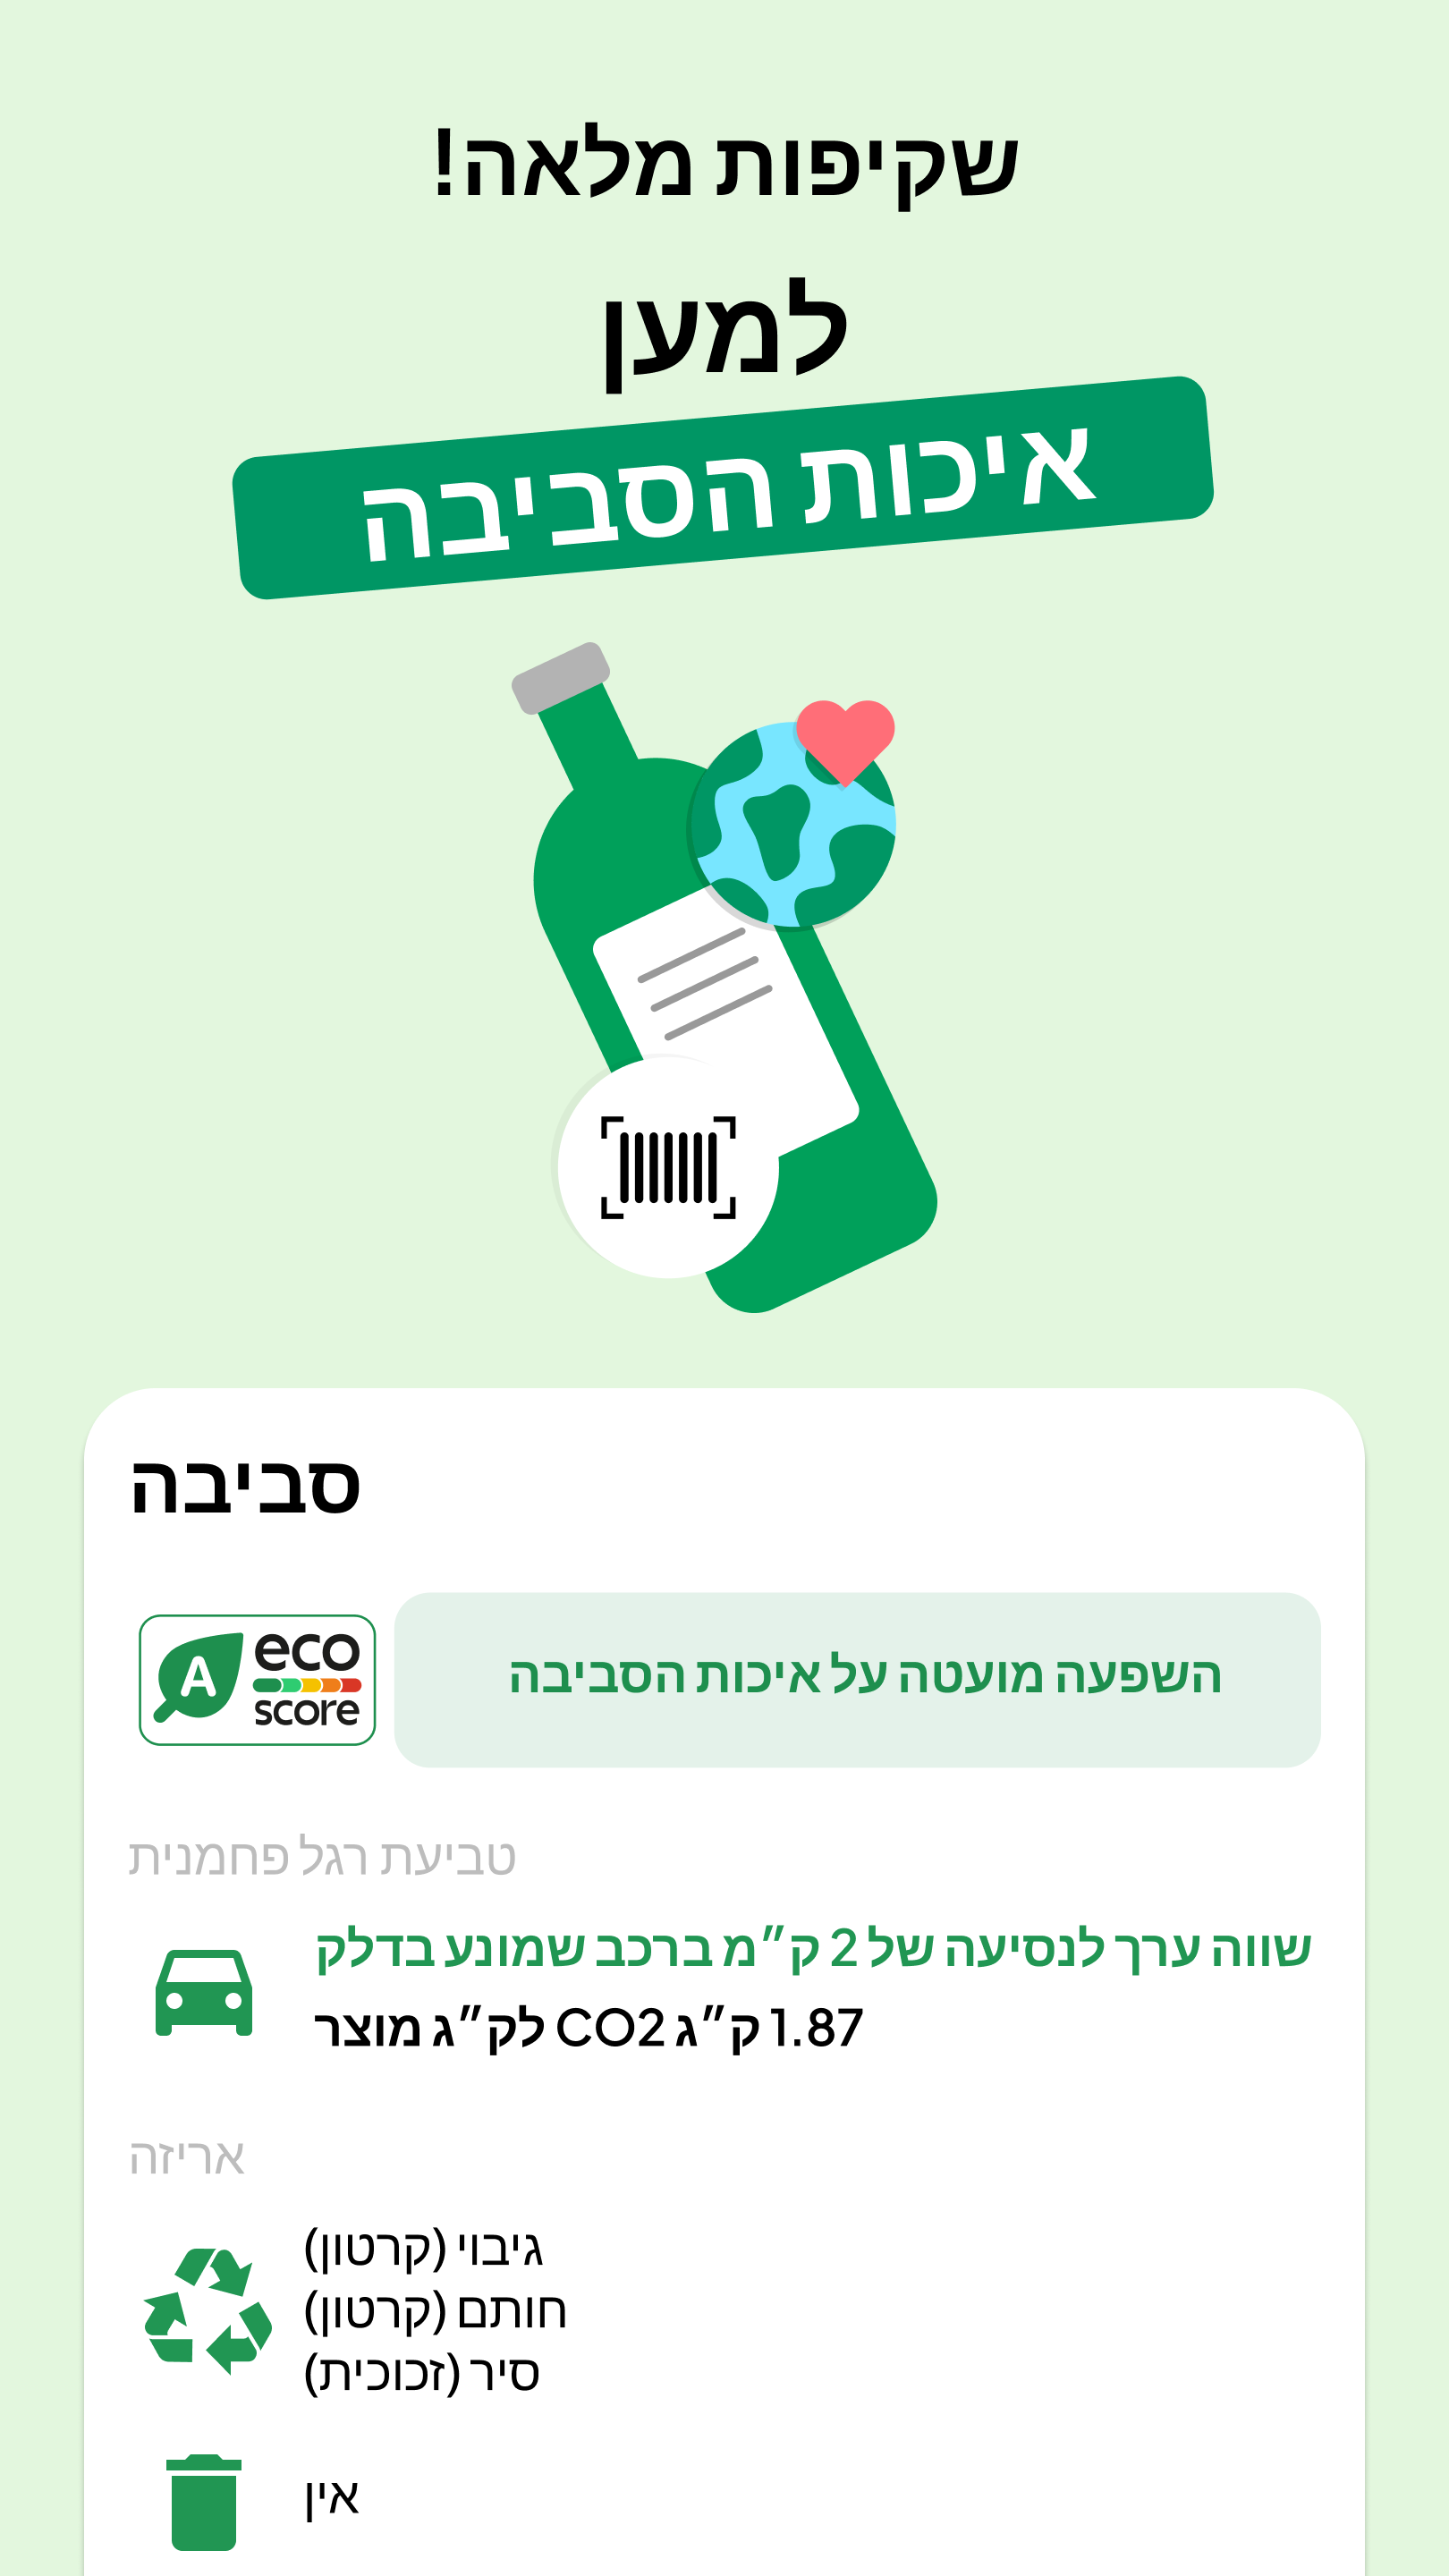 שקיפות מלאה!
למען
איכות הסביבה
סביבה
A
eco
score
השפעה מועטה על איכות הסביבה
טביעת רגל פחמנית
שווה ערך לנסיעה של 2 ק״מ ברכב שמונע בדלק
1.87 ק״ג CO2 לק״ג מוצר
אריזה
גיבוי (קרטון)
חותם (קרטון)
סיר (זכוכית)
אין